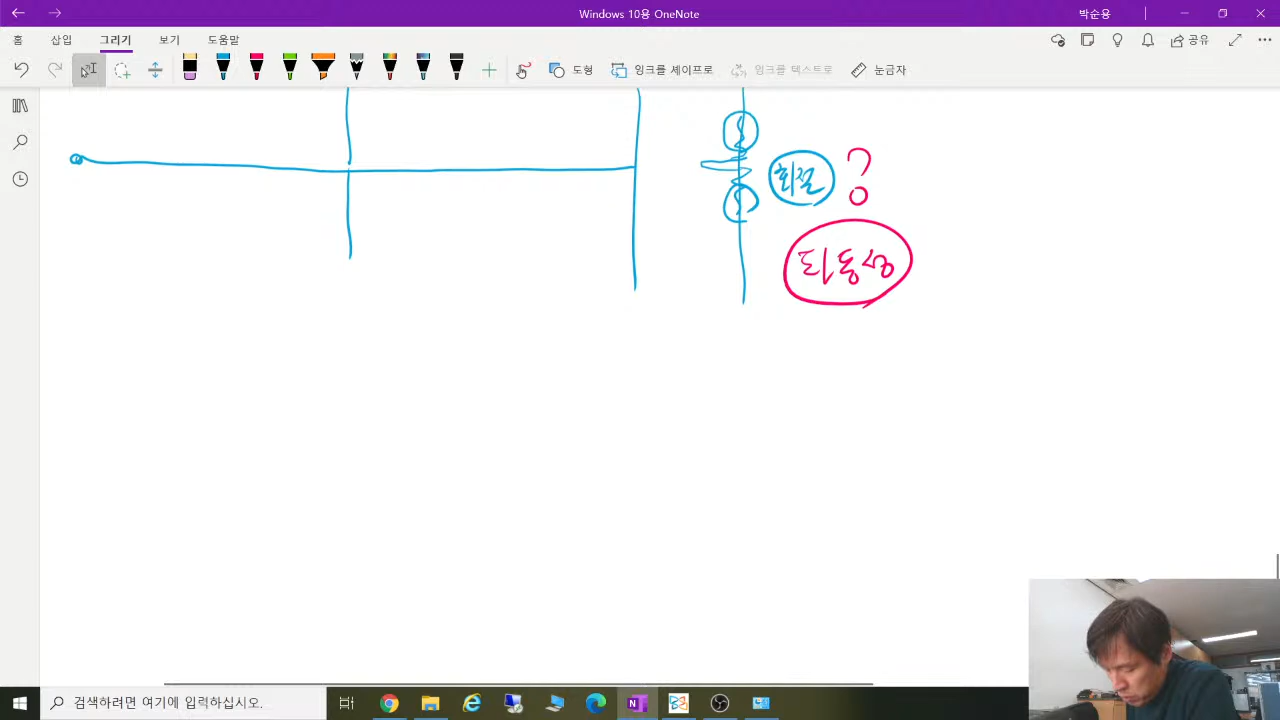 Windows 10용 OneNote
박순용
홈 삽입 그리기 보기 도움말
공유
도형 잉크를 셰이프로 잉크를 텍스트로 눈금자
회절 ?
파동성
검색하려면 여기에 입력하십시오.